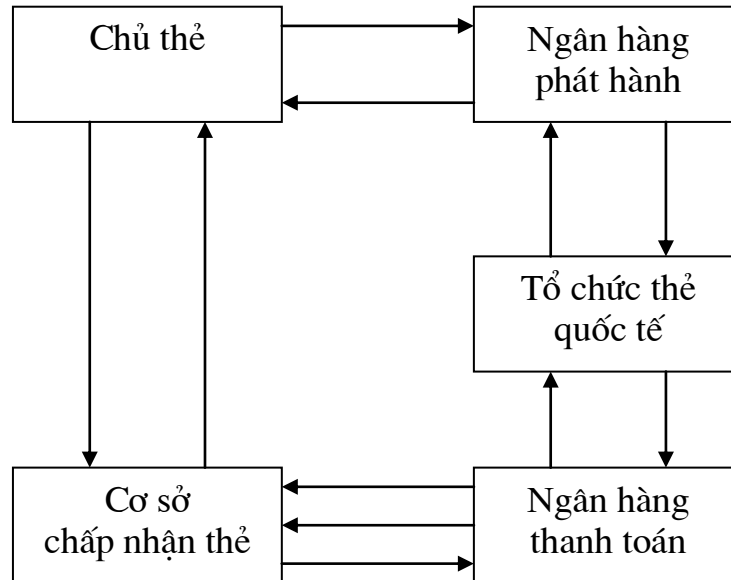 Chủ thẻ
Ngân hàng
phát hành
Tổ chức thẻ
quốc tế
Cơ sở
chấp nhận thẻ
Ngân hàng
thanh toán